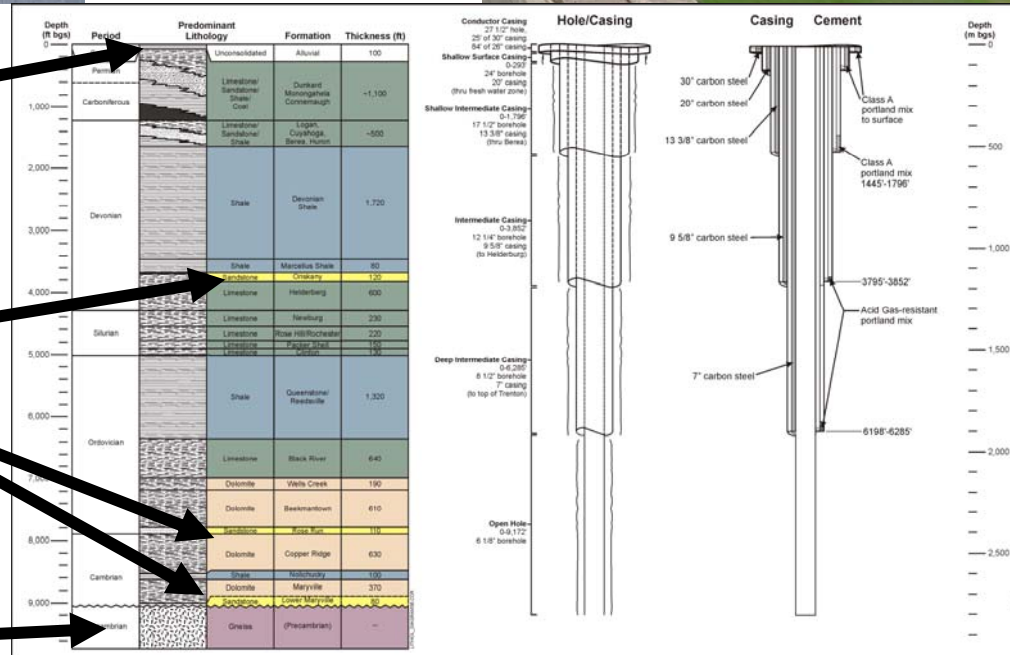 Depth
(ft bgs)
Period
Predominant
Lithology
Formation
Thickness (ft)
0
1,000
2,000
3,000
4,000
5,000
6,000
7,000
8,000
9,000
Permian
Carboniferous
Devonian
Silurian
Ordovician
Cambrian
Unconsolidated Alluvial 100
Limestone/
Sandstone/
Shale/
Coal
Dunkard
Monongahela
Connemaugh
~1,100
Limestone/
Sandstone/
Shale
Logan,
Cuyahoga,
Berea, Huron
~500
Shale
Devonian
Shale
1,720
Shale Marcellus Shale 80
Sandstone Oriskany 120
Limestone Helderberg 600
Limestone Newburg 230
Limestone Rose Hill/Rochester 220
Limestone Packer Shell 150
Limestone Clinton 130
Shale
Queenstone/
Reedsville
1,320
Limestone Black River 640
Dolomite Wells Creek 190
Dolomite Beekmantown 610
Sandstone Rose Run 110
Dolomite Copper Ridge 630
Shale Nolichucky 100
Dolomite Maryville 370
Sandstone Lower Maryville 80
Gneiss (Precambrian) --
Hole/Casing
Conductor Casing
27 1/2" hole,
25' of 30" casing
84' of 26" casing
Shallow Surface Casing
0-293'
24" borehole
20" casing
(thru fresh water zone)
Shallow Intermediate Casing
0-1,796'
17 1/2" borehole
13 3/8" casing
(thru Berea)
Intermediate Casing
0-3,852'
12 1/4" borehole
9 5/8" casing
(to Helderburg)
Deep Intermediate Casing
0-6,285'
8 1/2" borehole
7" casing
(to top of Trenton)
Open Hole
0-9,172'
6 1/8" borehole
Casing Cement
30" carbon steel
20" carbon steel
13 3/8" carbon steel
9 5/8" carbon steel
7" carbon steel
Class A
portland mix
to surface
Class A
portland mix
1445'-1796'
3795'-3852'
Acid Gas-resistant
portland mix
6198'-6285'
Depth
(m bgs)
0
500
1,000
1,500
2,000
2,500